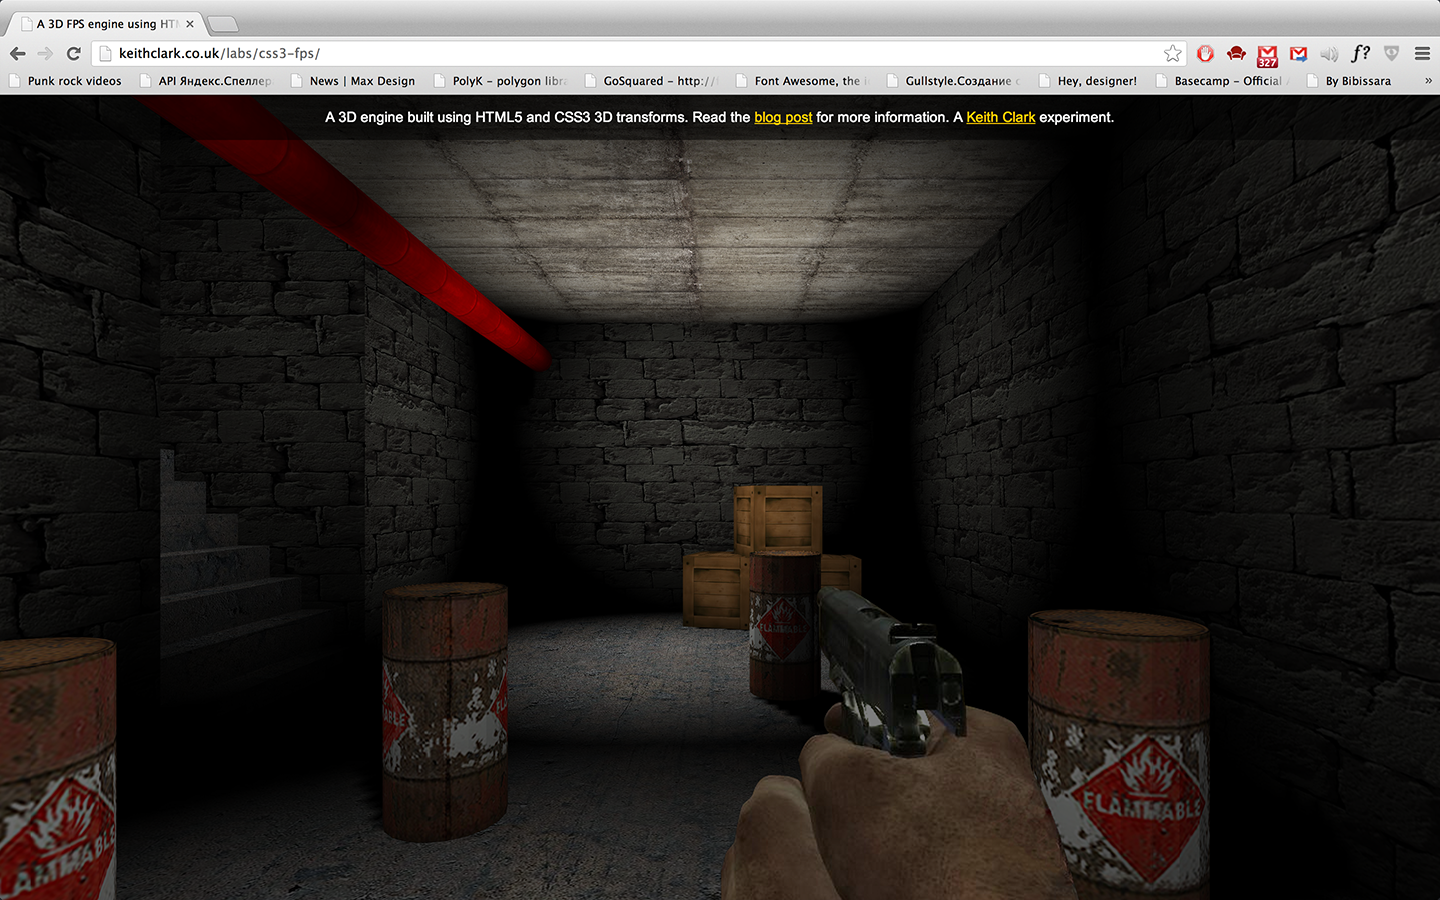 A 3D FPS engine using HT
keithclark.co.uk/labs/css3-fps/
327
f?
Punk rock videos
API Яндекс.Спеллер
News | Max Design
PolyK - polygon libra
GoSquared - http://
Font Awesome, the i
Gullstyle.Создание
Hey, designer!
Basecamp - Official
By Bibissara
»
A 3D engine built using HTML5 and CSS3 3D transforms. Read the blog post for more information. A Keith Clark experiment.
FLAMMABLE
FLAMMABLE
FLAMMABLE